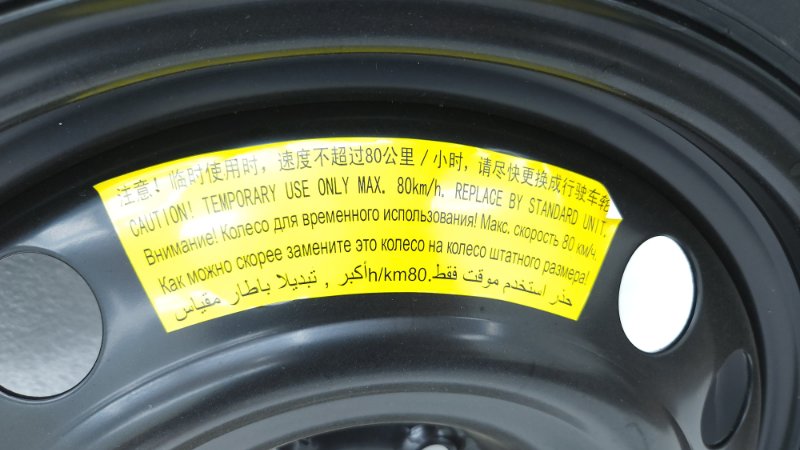 注意！临时使用时，速度不超过80公里／小时，请尽快更换成行驶车轮
CAUTION! TEMPORARY USE ONLY MAX. 80km/h. REPLACE BY STANDARD UNIT.
Внимание! Колесо для временного использования! Макс. скорость 80 км/ч.
Как можно скорее замените это колесо на колесо штатного размера!
حذر استخدم موقت فقط.h/km80أكبر , تبديلا باطار مقياس